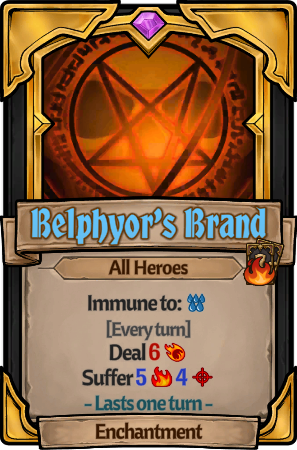 Belphyor's Brand
All Heroes
Immune to:
[Every turn]
Deal 6
Suffer 5 4
- Lasts one turn -
Enchantment